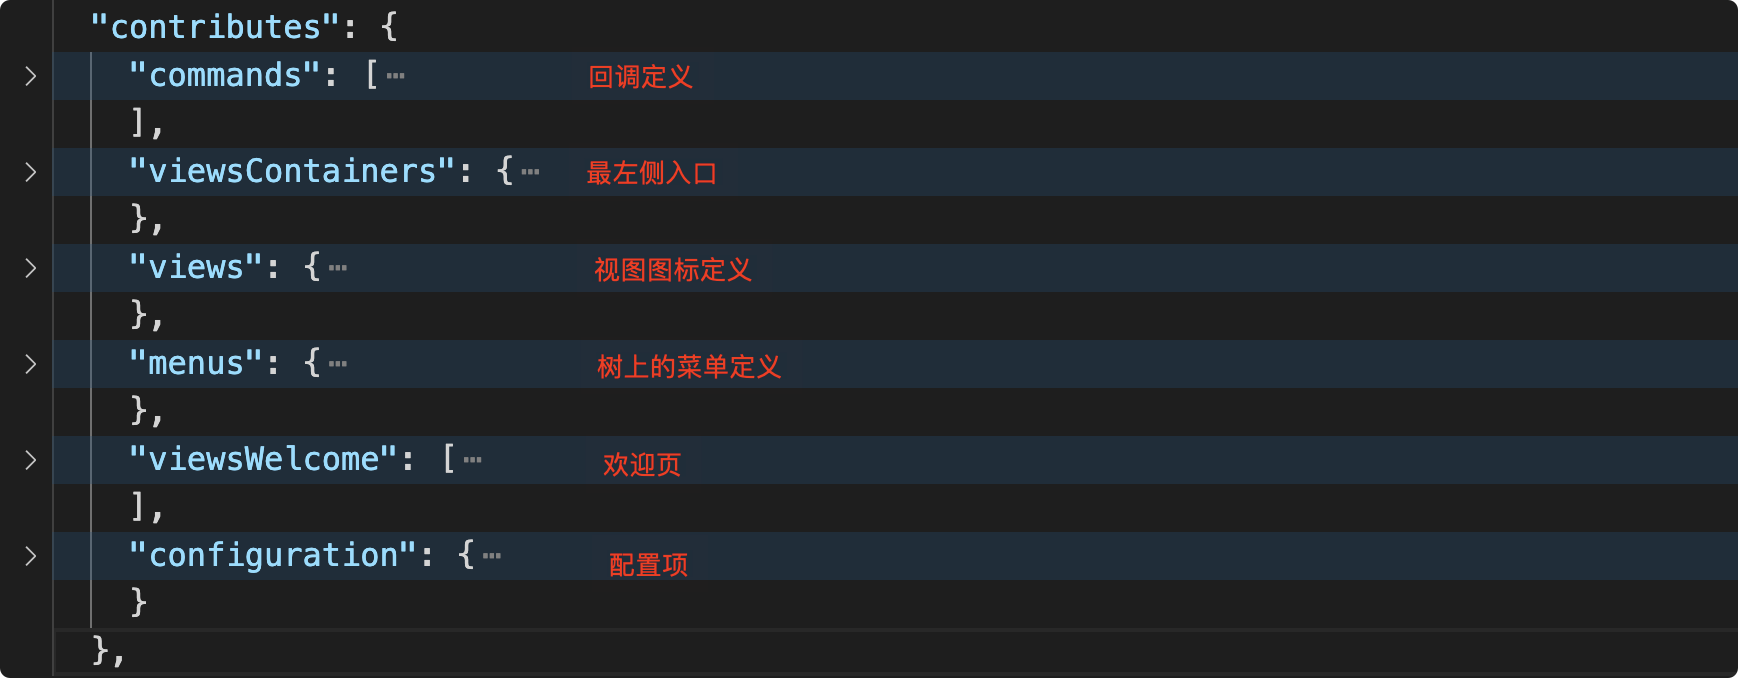 "contributes": {
"commands": [⋯ 回调定义
],
"viewsContainers": {⋯ 最左侧入口
},
"views": {⋯ 视图图标定义
},
"menus": {⋯ 树上的菜单定义
},
"viewsWelcome": [⋯ 欢迎页
],
"configuration": {⋯ 配置项
}
},